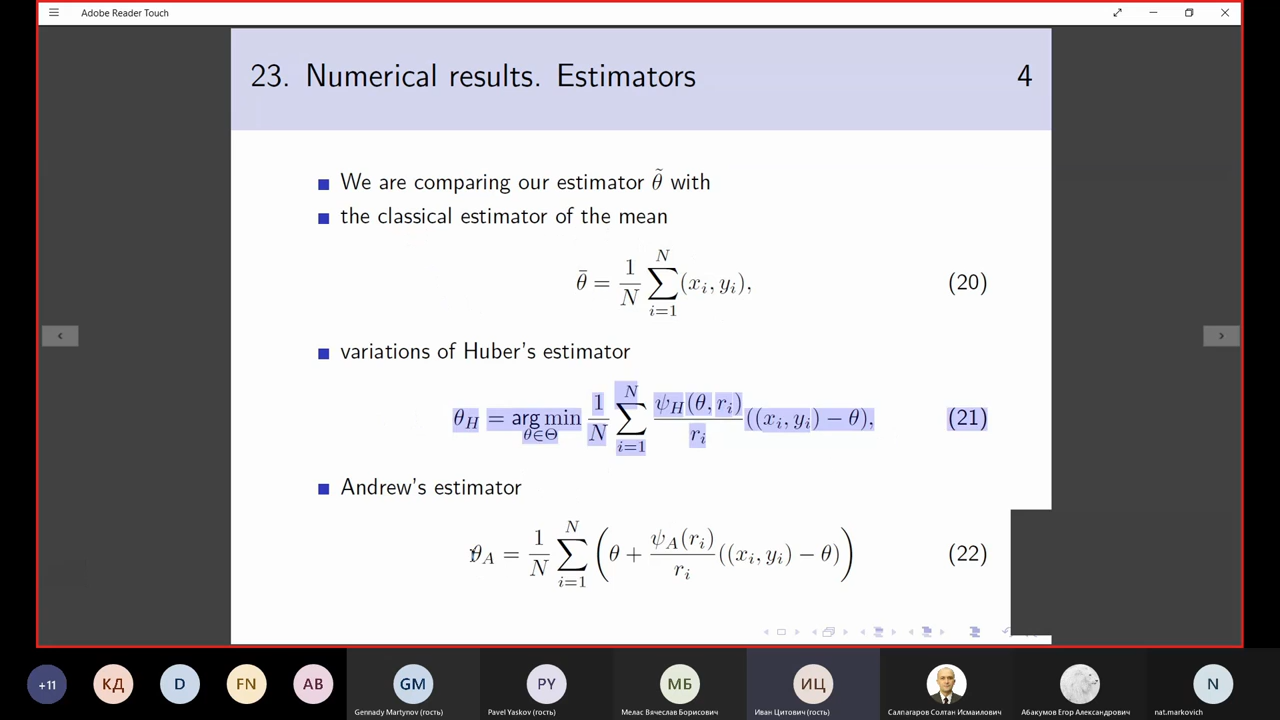 Adobe Reader Touch
23. Numerical results. Estimators 4
We are comparing our estimator θ̃ with
the classical estimator of the mean
θ̄ = 1/N ∑_{i=1}^{N} (x_i, y_i), (20)
variations of Huber's estimator
θ_H = arg min_{θ∈Θ} 1/N ∑_{i=1}^{N} ψ_H(θ, r_i)/r_i ((x_i, y_i) − θ), (21)
Andrew's estimator
θ_A = 1/N ∑_{i=1}^{N} (θ + ψ_A(r_i)/r_i ((x_i, y_i) − θ)) (22)
+11 КД D FN AB GM PY МБ ИЦ N
Gennady Martynov (гость) Pavel Yaskov (гость) Мелас Вячеслав Борисович Иван Цитович (гость) Салпагаров Солтан Исмаилович Абакумов Егор Александрович nat.markovich